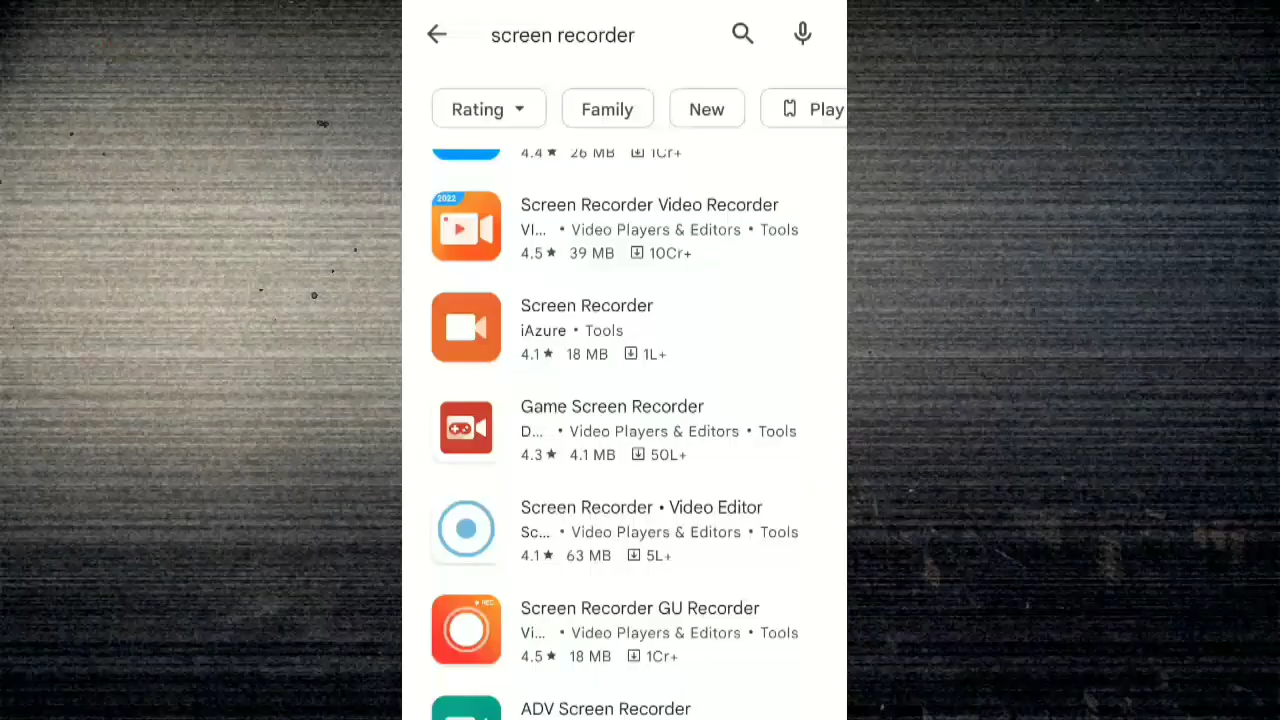 screen recorder
Rating
Family
New
Play
4.4★ 26 MB 1Cr+
2022
Screen Recorder Video Recorder
VI... • Video Players & Editors • Tools
4.5★ 39 MB 10Cr+
Screen Recorder
iAzure • Tools
4.1★ 18 MB 1L+
Game Screen Recorder
D... • Video Players & Editors • Tools
4.3★ 4.1 MB 50L+
Screen Recorder • Video Editor
Sc... • Video Players & Editors • Tools
4.1★ 63 MB 5L+
REC
Screen Recorder GU Recorder
Vi... • Video Players & Editors • Tools
4.5★ 18 MB 1Cr+
ADV Screen Recorder